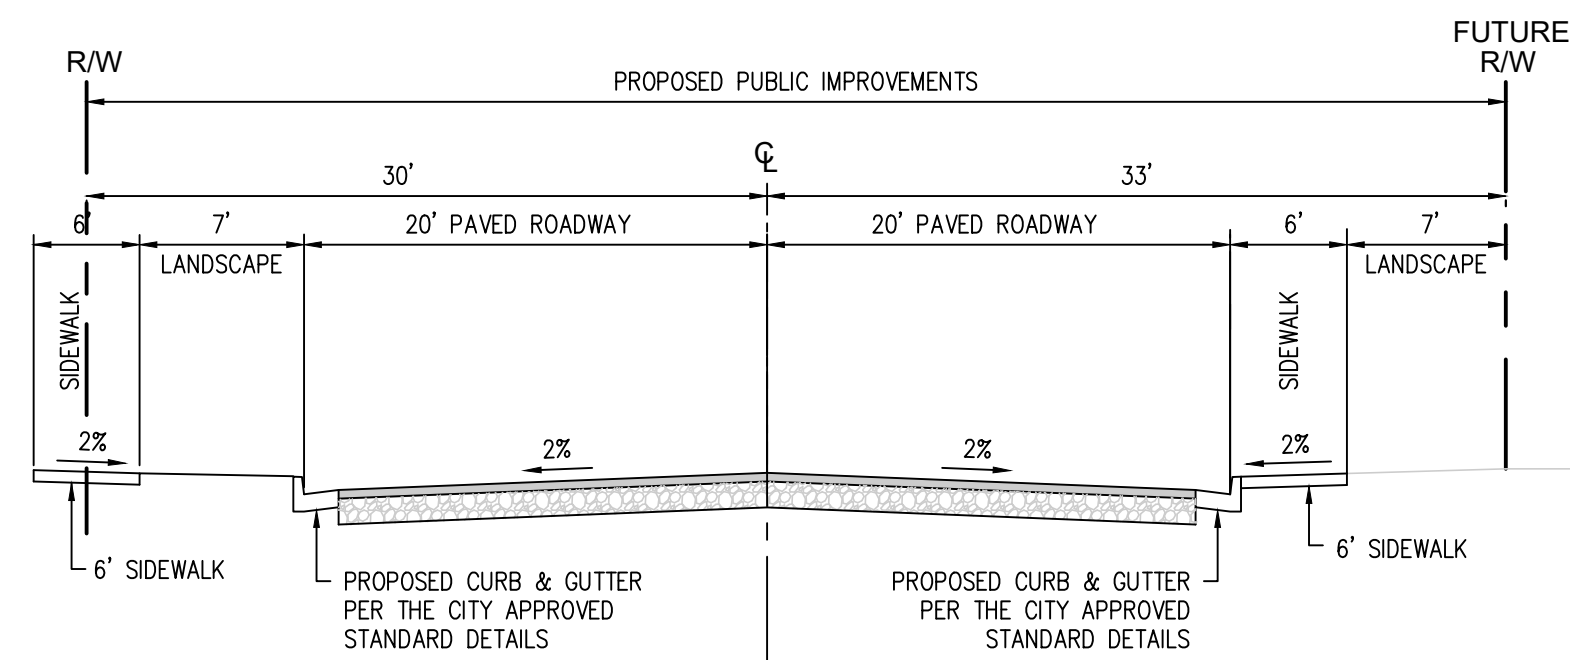 FUTURE
R/W
R/W
PROPOSED PUBLIC IMPROVEMENTS
℄
30'
33'
6'
7'
20' PAVED ROADWAY
20' PAVED ROADWAY
6'
7'
LANDSCAPE
LANDSCAPE
SIDEWALK
SIDEWALK
2%
2%
2%
2%
6' SIDEWALK
6' SIDEWALK
PROPOSED CURB & GUTTER
PER THE CITY APPROVED
STANDARD DETAILS
PROPOSED CURB & GUTTER
PER THE CITY APPROVED
STANDARD DETAILS